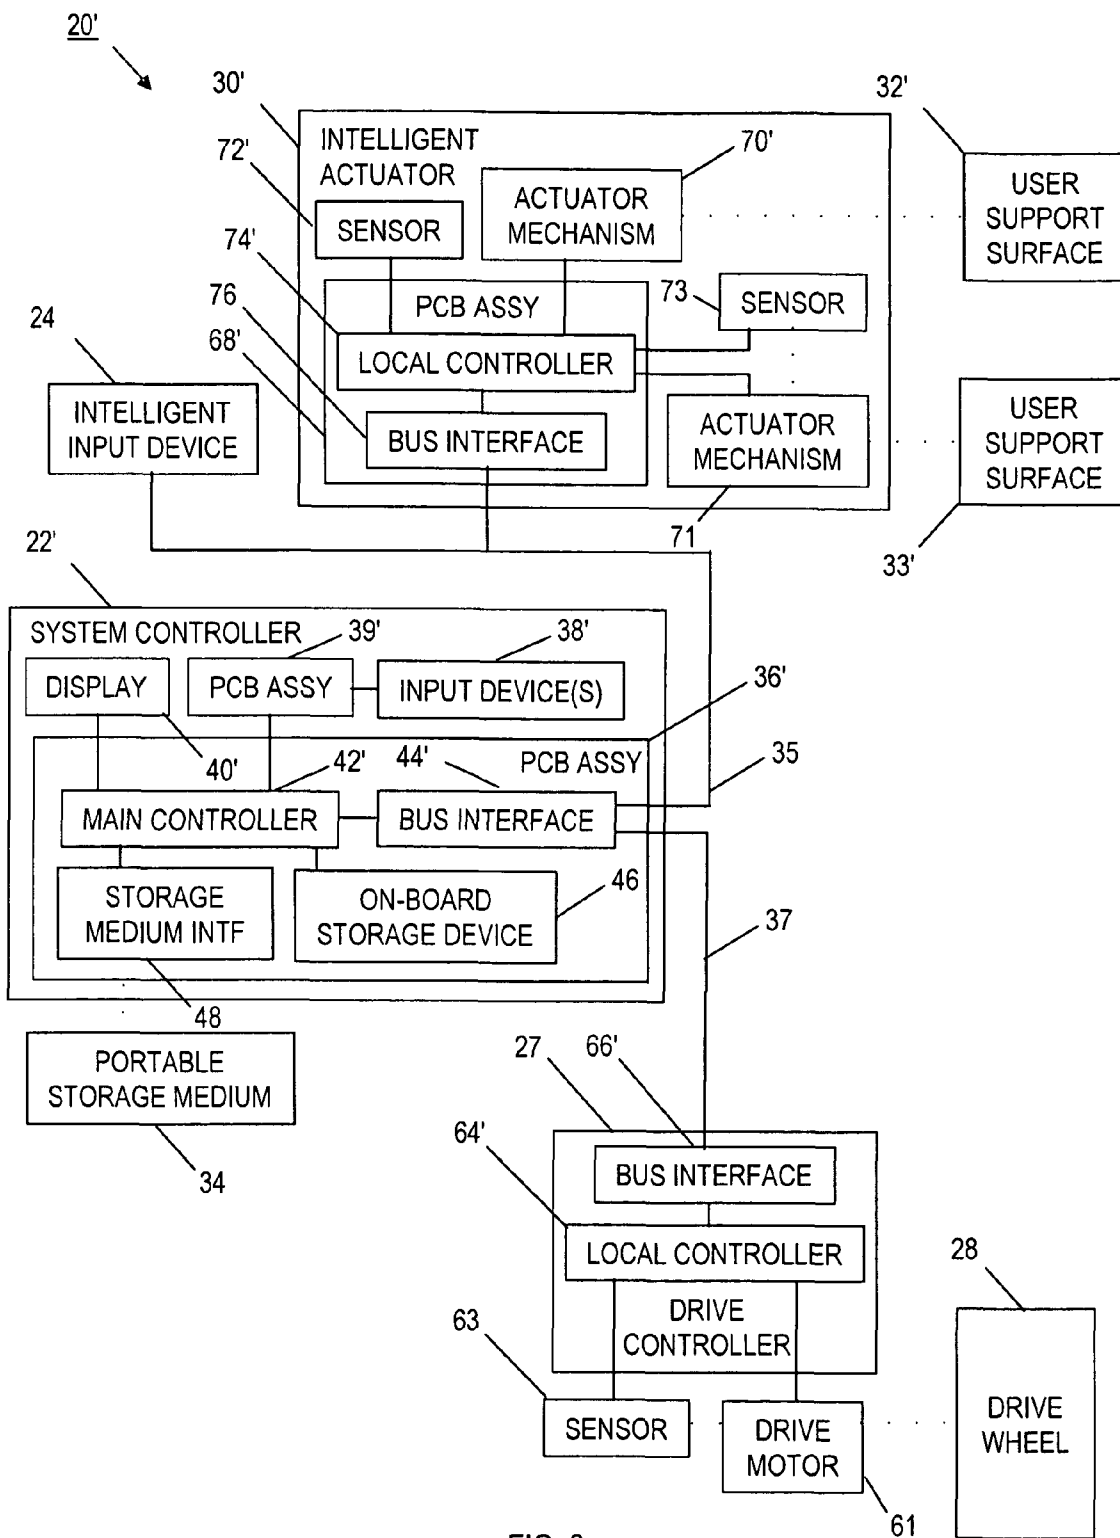 20'
30'
32'
INTELLIGENT
ACTUATOR
72'
70'
ACTUATOR
MECHANISM
USER
SUPPORT
SURFACE
SENSOR
74'
76
68'
PCB ASSY
73
SENSOR
24
LOCAL CONTROLLER
INTELLIGENT
INPUT DEVICE
BUS INTERFACE
ACTUATOR
MECHANISM
USER
SUPPORT
SURFACE
71
33'
22'
SYSTEM CONTROLLER
39'
38'
36'
DISPLAY
PCB ASSY
INPUT DEVICE(S)
40'
42'
44'
PCB ASSY
35
MAIN CONTROLLER
BUS INTERFACE
STORAGE
MEDIUM INTF
ON-BOARD
STORAGE DEVICE
46
37
48
PORTABLE
STORAGE MEDIUM
34
27
66'
64'
BUS INTERFACE
LOCAL CONTROLLER
DRIVE
CONTROLLER
28
63
SENSOR
DRIVE
MOTOR
61
DRIVE
WHEEL